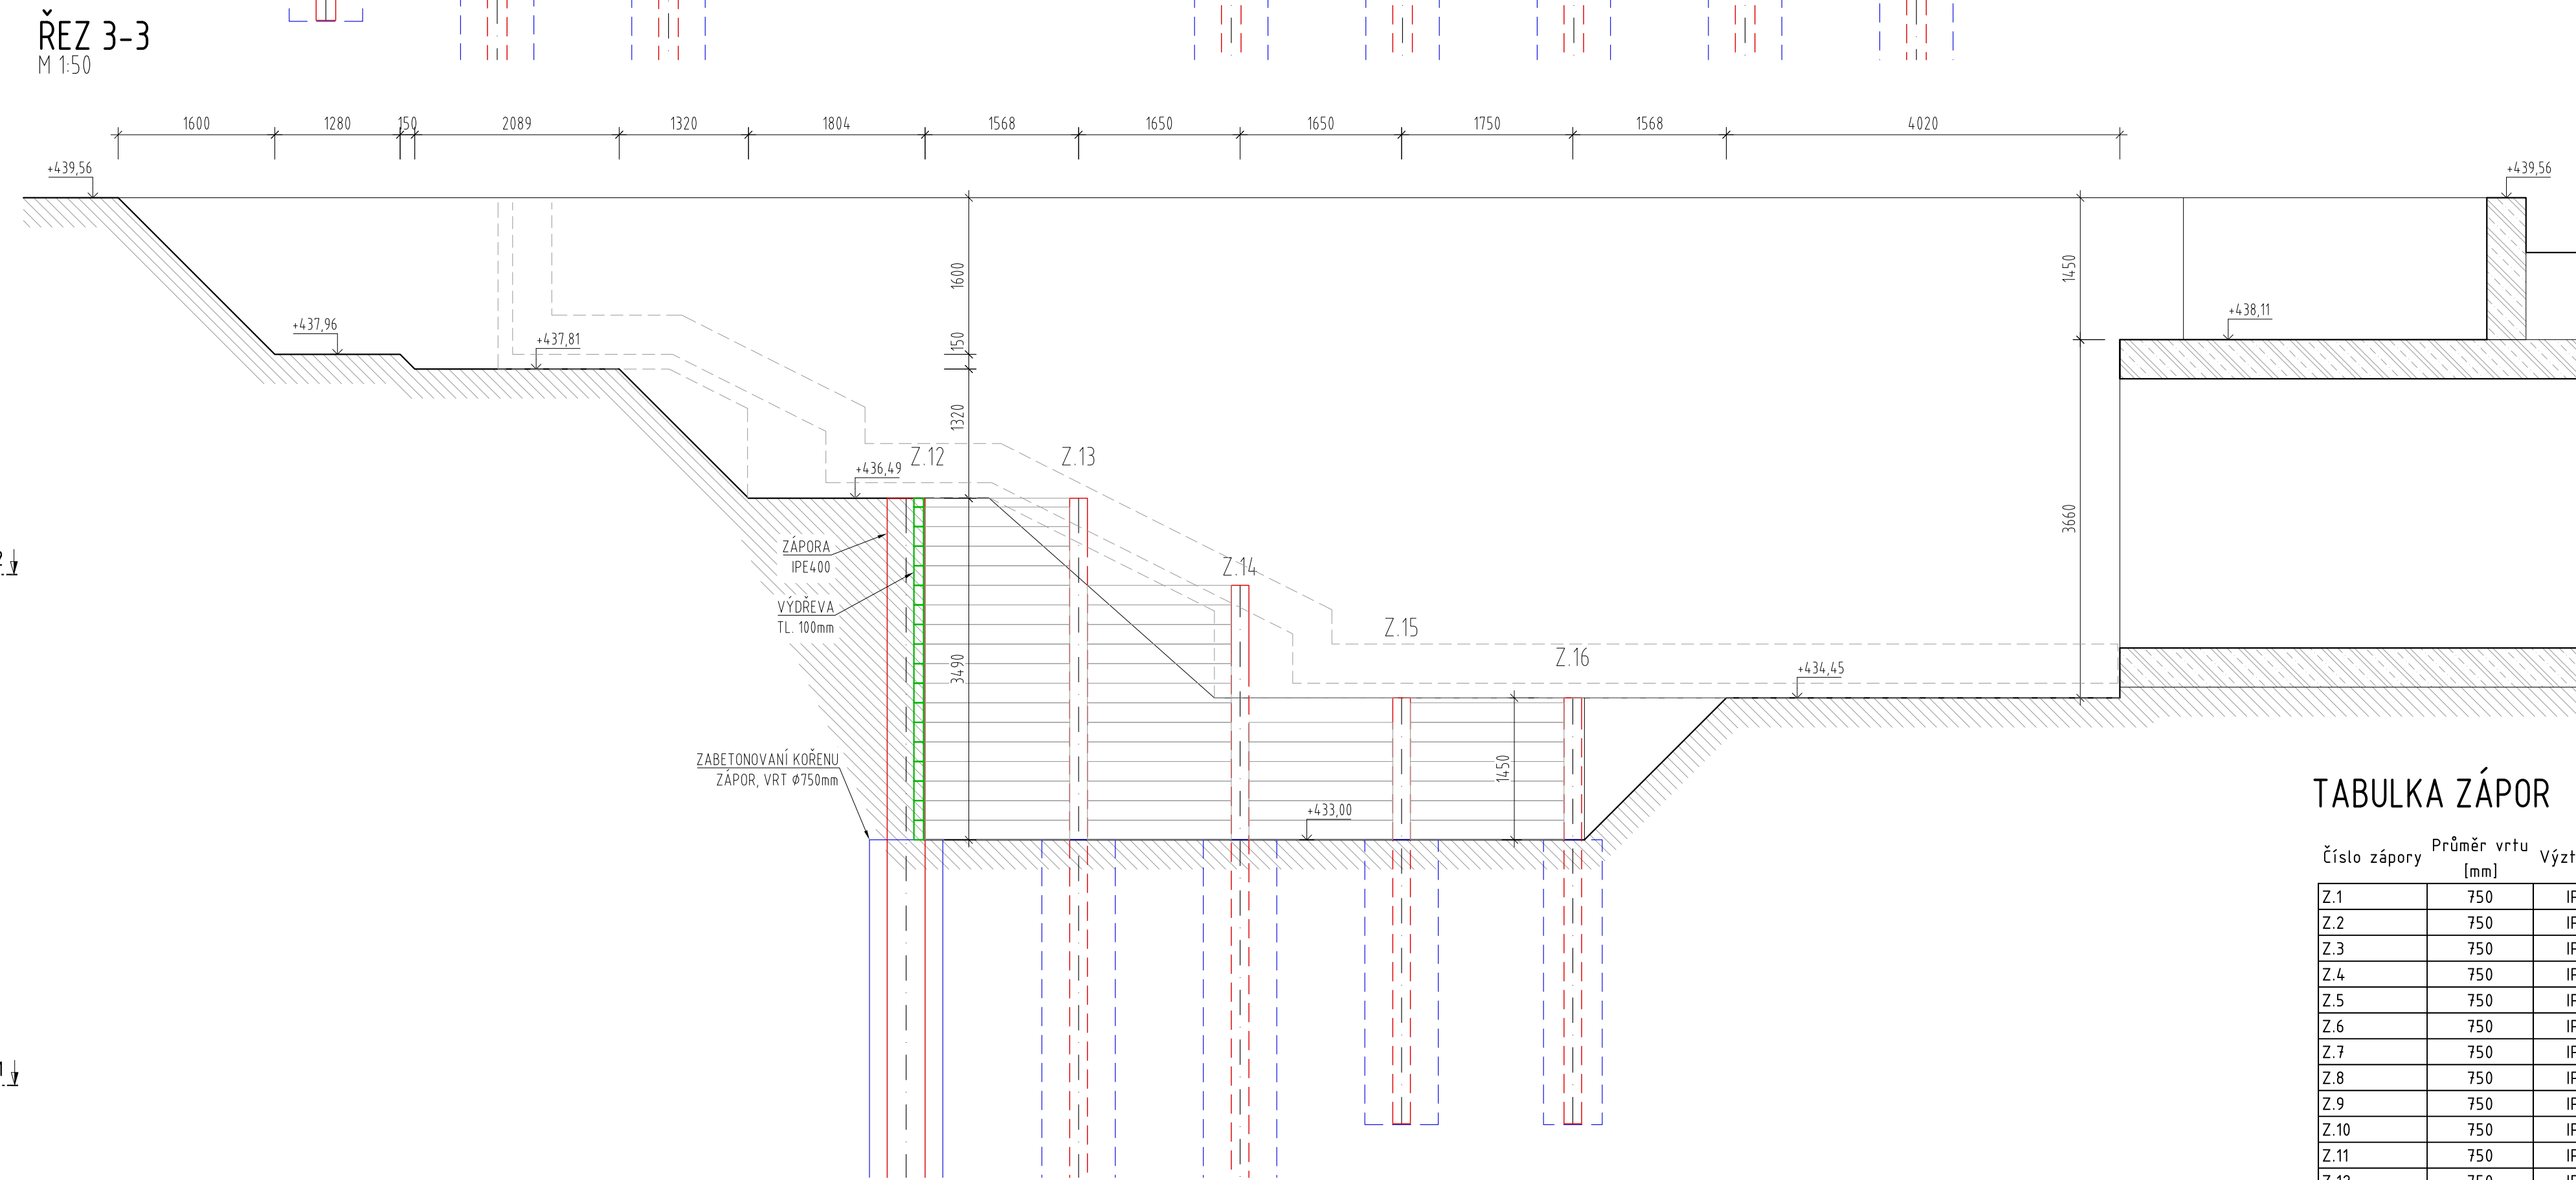 ŘEZ 3-3
M 1:50
1600
1280
150
2089
1320
1804
1568
1650
1650
1750
1568
4020
+439,56
+439,56
1600
1450
+438,11
+437,96
+437,81
150
1320
Z.12
Z.13
+436,49
3660
ZÁPORA
IPE400
Z.14
VÝDŘEVA
TL. 100mm
Z.15
Z.16
3490
+434,45
ZABETONOVANÍ KOŘENU
ZÁPOR, VRT Ø750mm
1450
+433,00
TABULKA ZÁPOR
Číslo zápory Průměr vrtu [mm]
Z.1 750
Z.2 750
Z.3 750
Z.4 750
Z.5 750
Z.6 750
Z.7 750
Z.8 750
Z.9 750
Z.10 750
Z.11 750